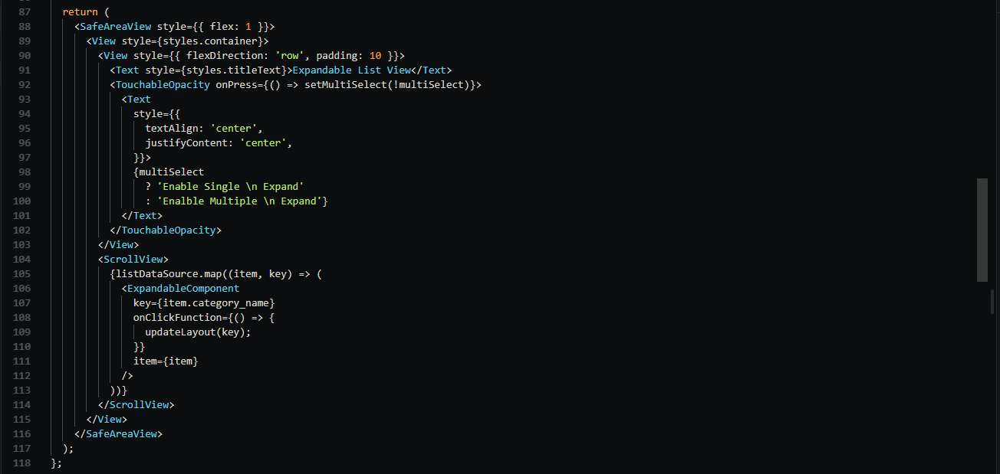 87 return (
88 <SafeAreaView style={{ flex: 1 }}>
89 <View style={styles.container}>
90 <View style={{ flexDirection: 'row', padding: 10 }}>
91 <Text style={styles.titleText}>Expandable List View</Text>
92 <TouchableOpacity onPress={() => setMultiSelect(!multiSelect)}>
93 <Text
94 style={{
95 textAlign: 'center',
96 justifyContent: 'center',
97 }}>
98 {multiSelect
99 ? 'Enable Single \n Expand'
100 : 'Enalble Multiple \n Expand'}
101 </Text>
102 </TouchableOpacity>
103 </View>
104 <ScrollView>
105 {listDataSource.map((item, key) => (
106 <ExpandableComponent
107 key={item.category_name}
108 onClickFunction={() => {
109 updateLayout(key);
110 }}
111 item={item}
112 />
113 ))}
114 </ScrollView>
115 </View>
116 </SafeAreaView>
117 );
118 };